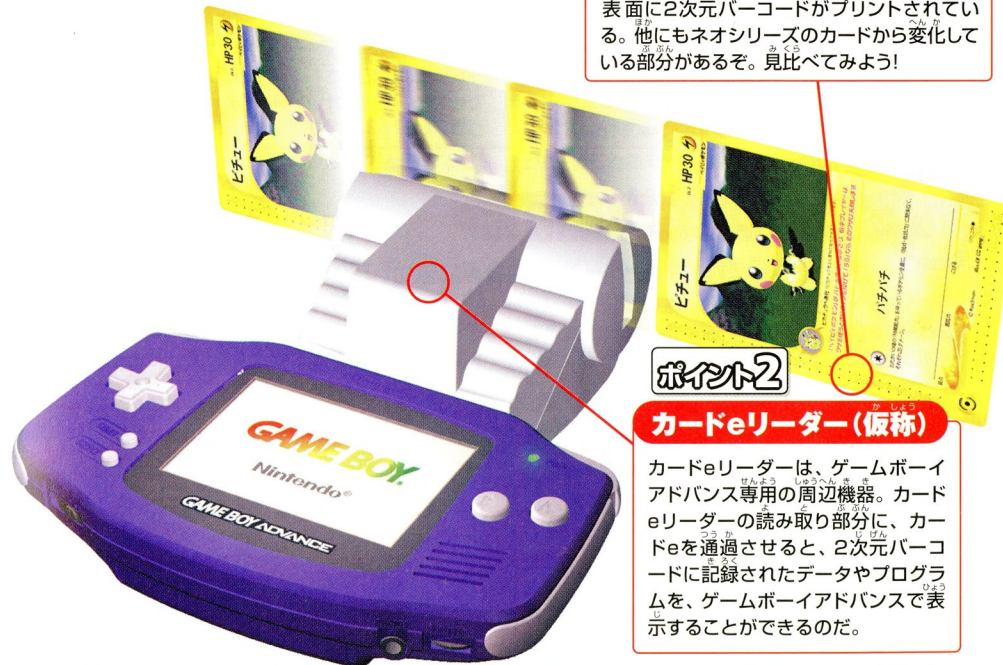 表面に2次元バーコードがプリントされてい
る。他にもネオシリーズのカードから変化して
いる部分があるぞ。見比べてみよう!
ピチュー
HP30
ピチュー
HP30
パチパチ
ポイント2
カードeリーダー(仮称)
カードeリーダーは、ゲームボーイ
アドバンス専用の周辺機器。カード
eリーダーの読み取り部分に、カー
ドeを通過させると、2次元バーコ
ードに記録されたデータやプログラ
ムを、ゲームボーイアドバンスで表
示することができるのだ。
GAME BOY.
Nintendo®
GAME BOY ADVANCE
B
A